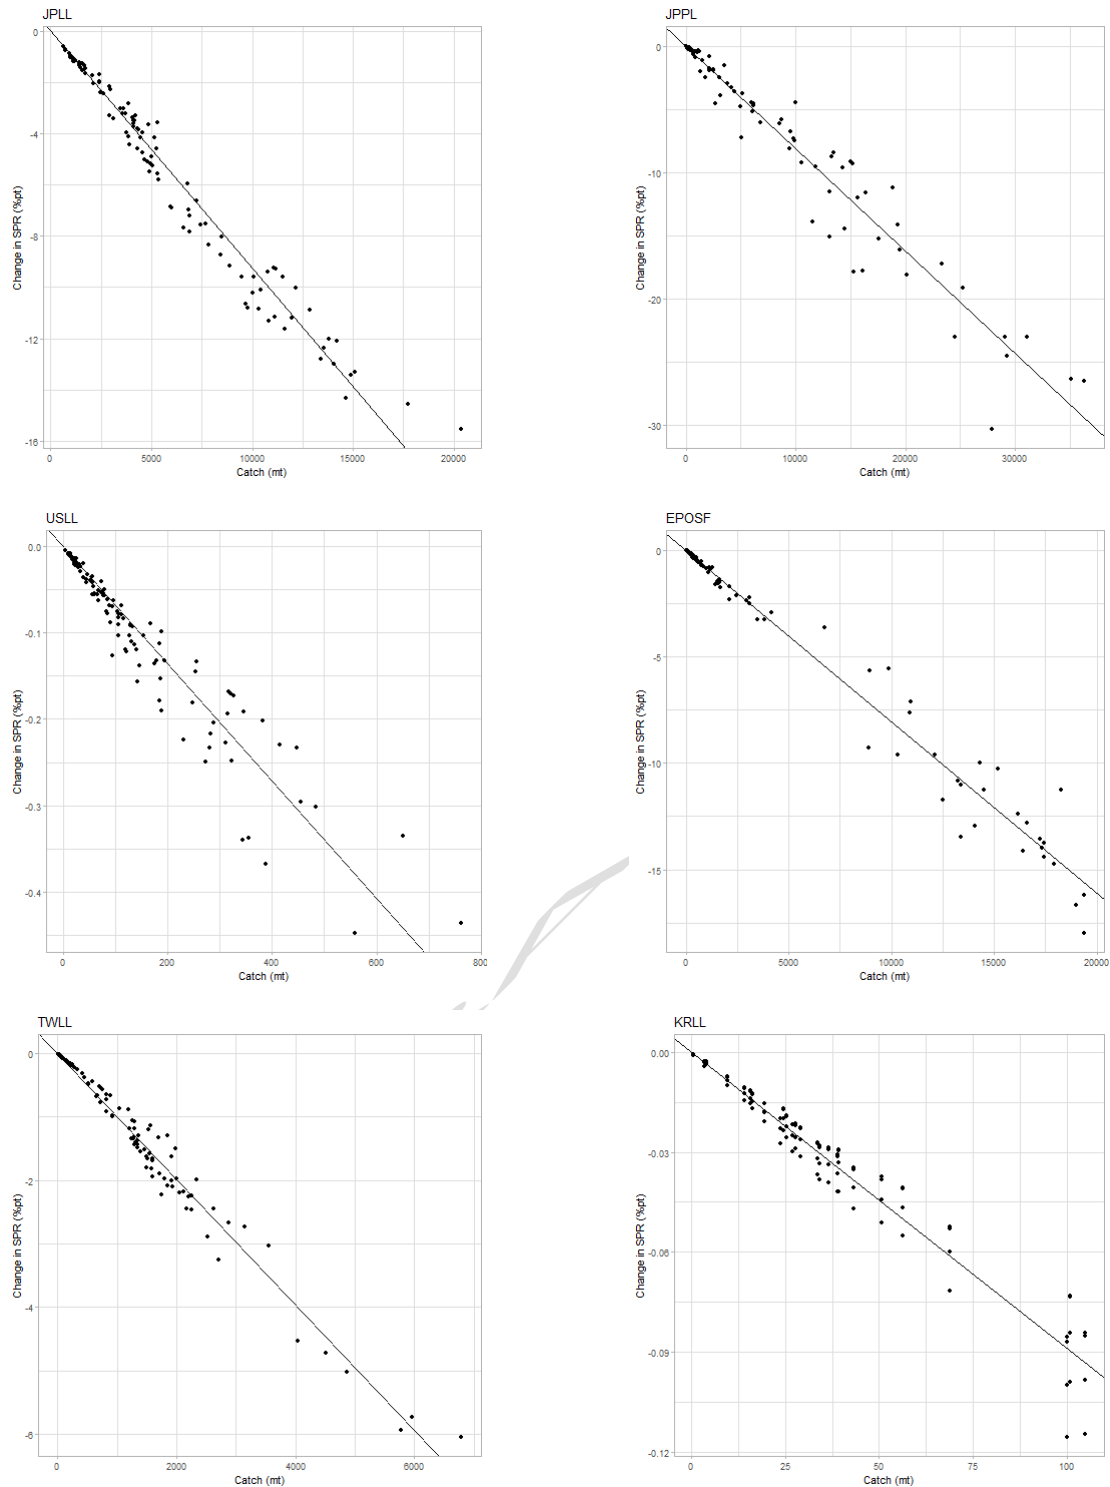 JPLL
0
-4
-8
-12
-16
Change in SPR (%pt)
0 5000 10000 15000 20000
Catch (mt)
JPPL
0
-10
-20
-30
Change in SPR (%pt)
0 10000 20000 30000
Catch (mt)
USLL
0.0
-0.1
-0.2
-0.3
-0.4
Change in SPR (%pt)
0 200 400 600 800
Catch (mt)
EPOSF
0
-5
-10
-15
Change in SPR (%pt)
0 5000 10000 15000 20000
Catch (mt)
TWLL
0
-2
-4
-6
Change in SPR (%pt)
0 2000 4000 6000
Catch (mt)
KRLL
0.00
-0.03
-0.06
-0.09
-0.12
Change in SPR (%pt)
0 25 50 75 100
Catch (mt)